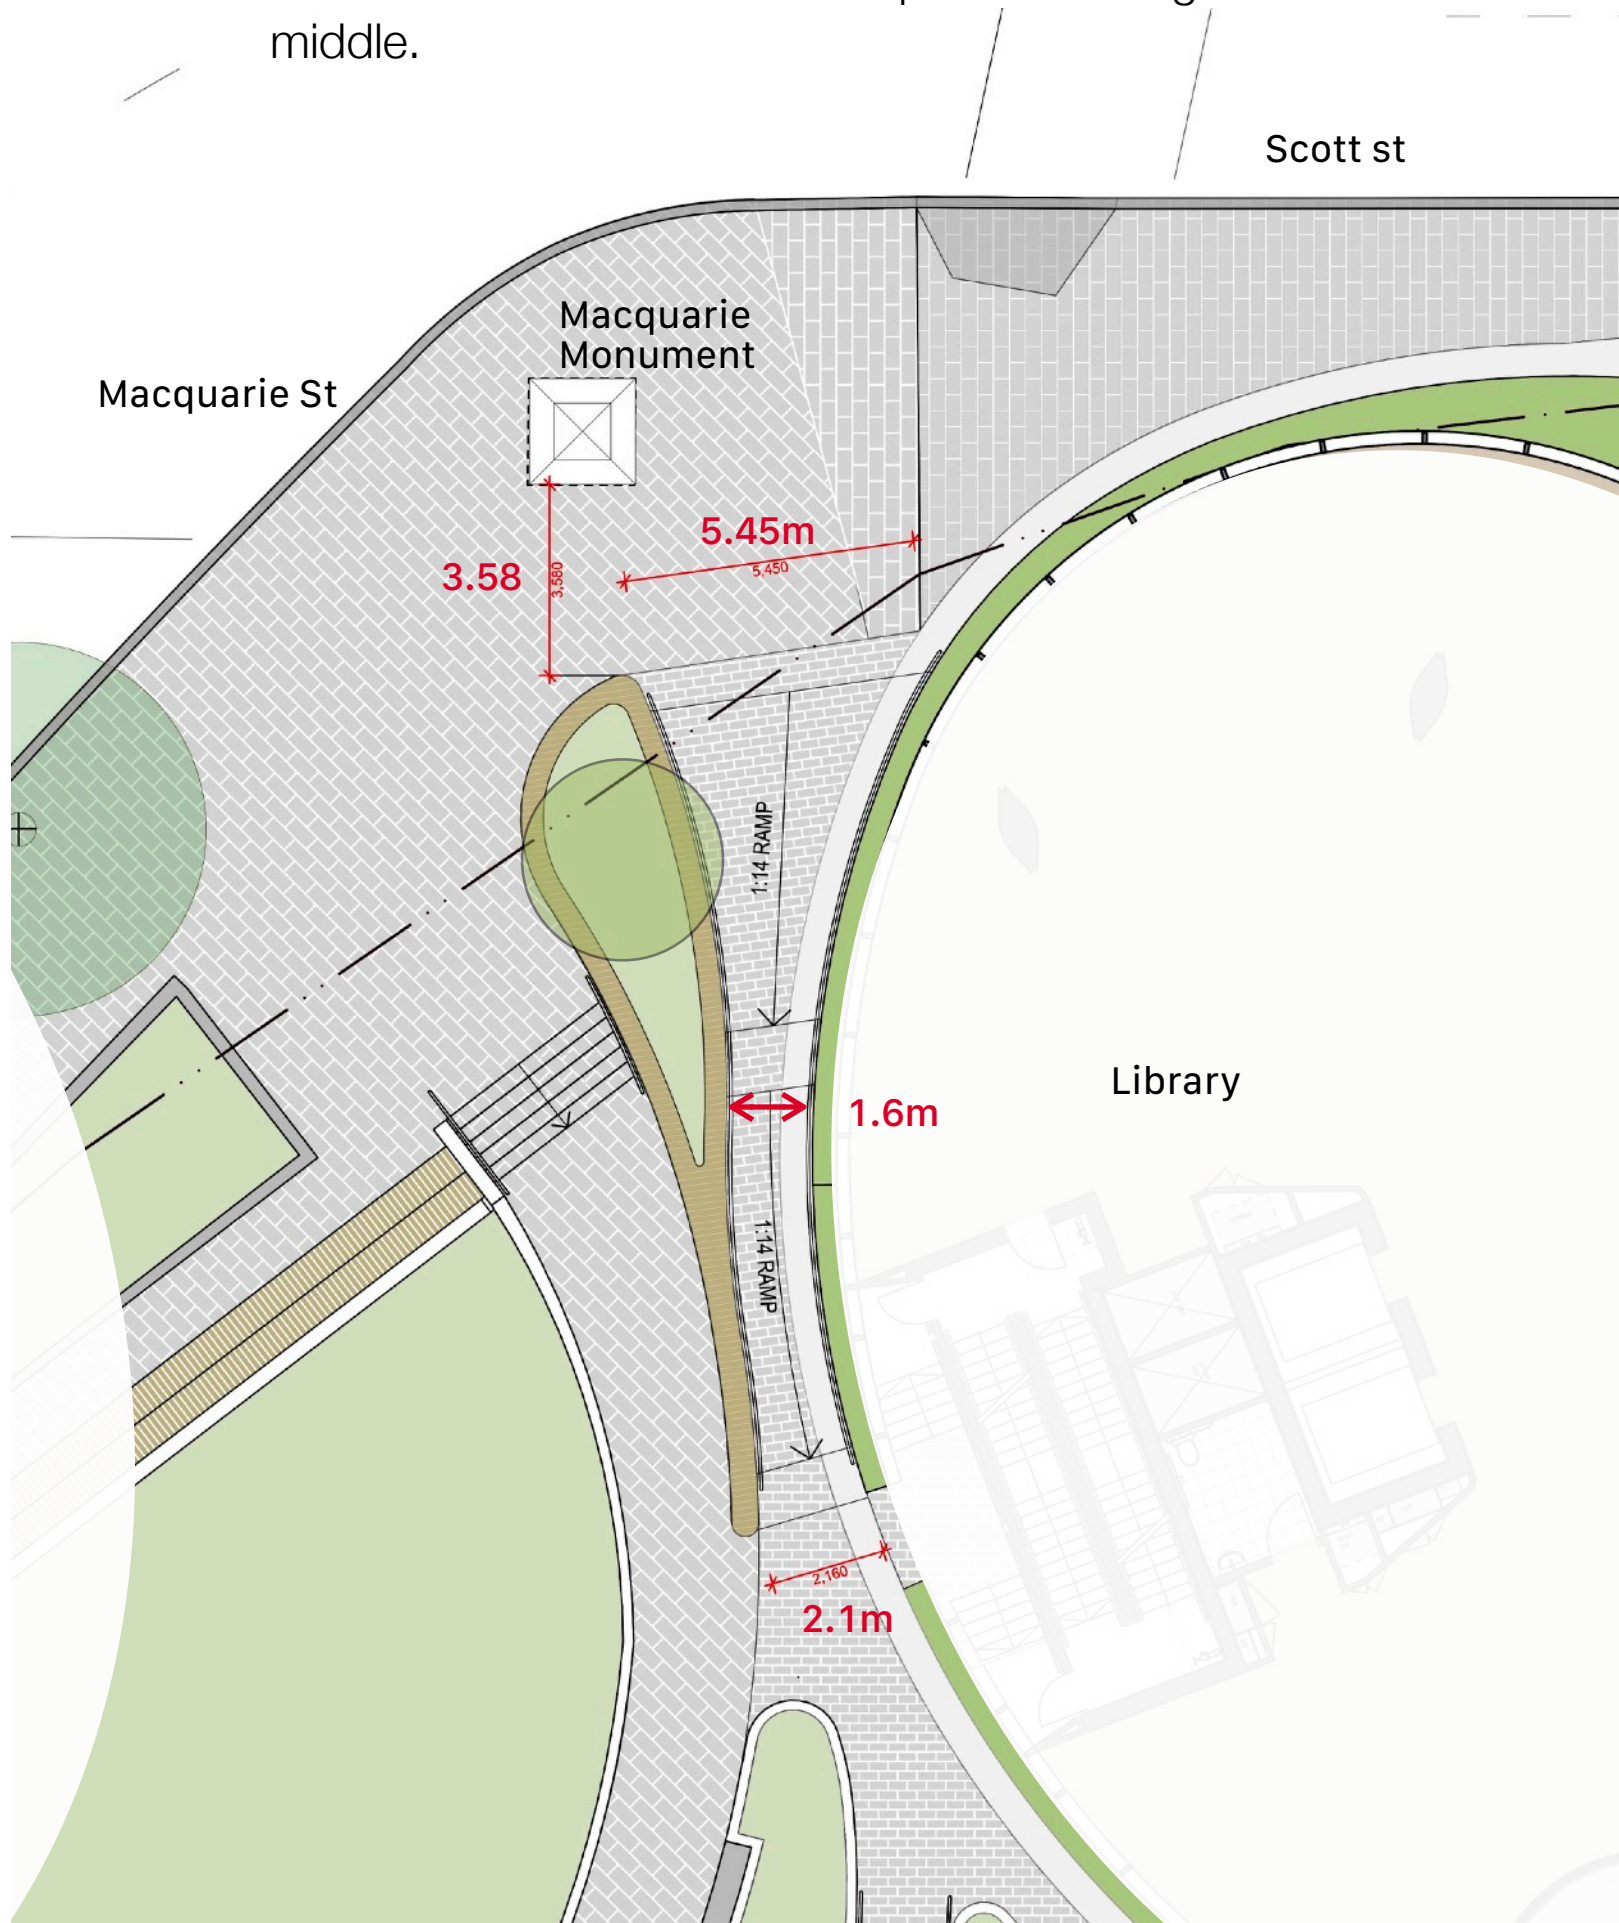 middle.
Scott st
Macquarie
Monument
Macquarie St
5.45m
5,450
3.58
3,580
1:14 RAMP
Library
1.6m
1:14 RAMP
2,160
2.1m